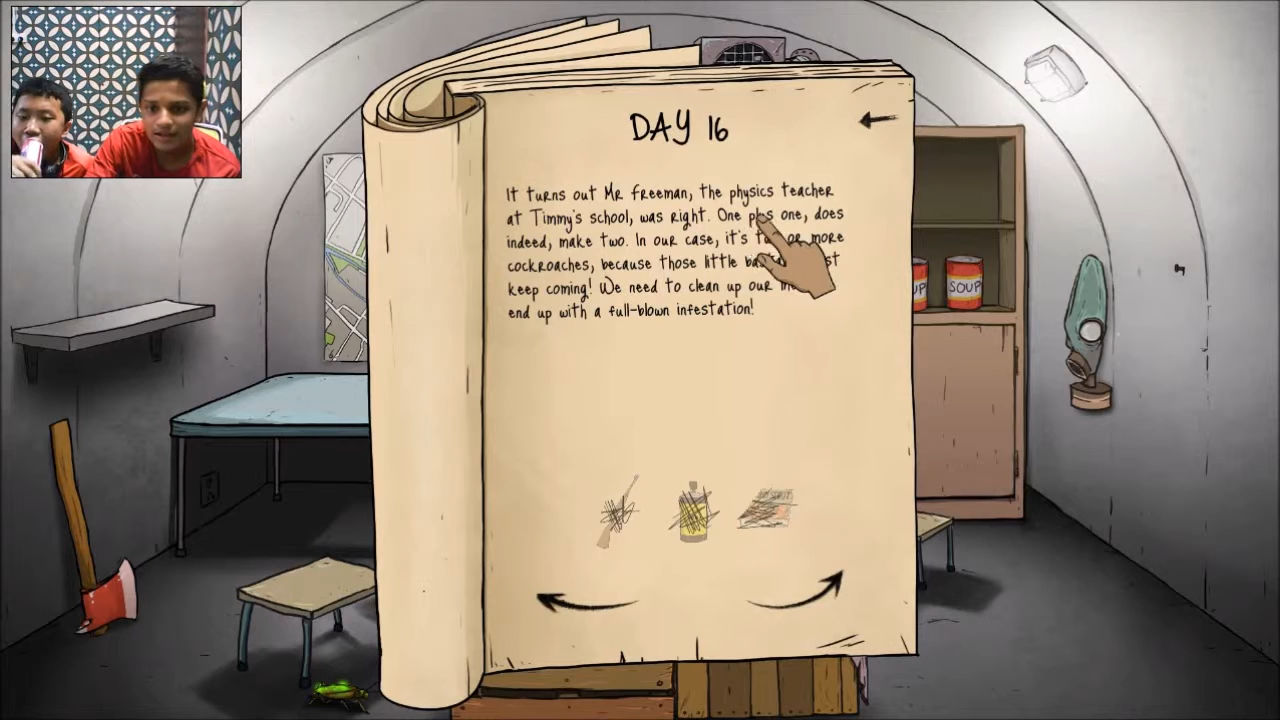 DAY 16
It turns out Mr Freeman, the physics teacher
at Timmy's school, was right. One plus one, does
indeed, make two. In our case, it's or more
cockroaches, because those little
keep coming! We need to clean up our
end up with a full-blown infestation!
UP
SOUP